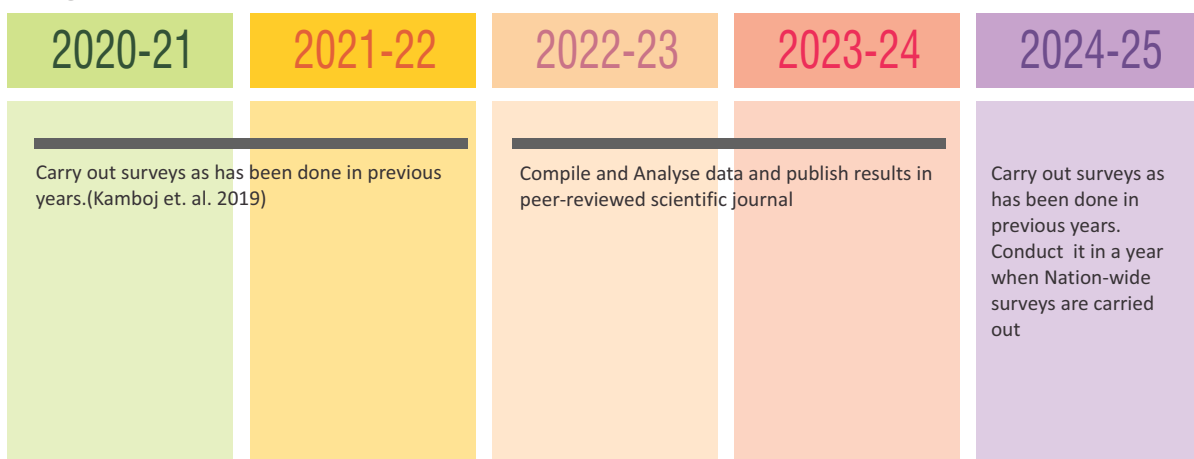 2020-21
2021-22
2022-23
2023-24
2024-25
Carry out surveys as has been done in previous
years.(Kamboj et. al. 2019)
Compile and Analyse data and publish results in
peer-reviewed scientific journal
Carry out surveys as
has been done in
previous years.
Conduct it in a year
when Nation-wide
surveys are carried
out